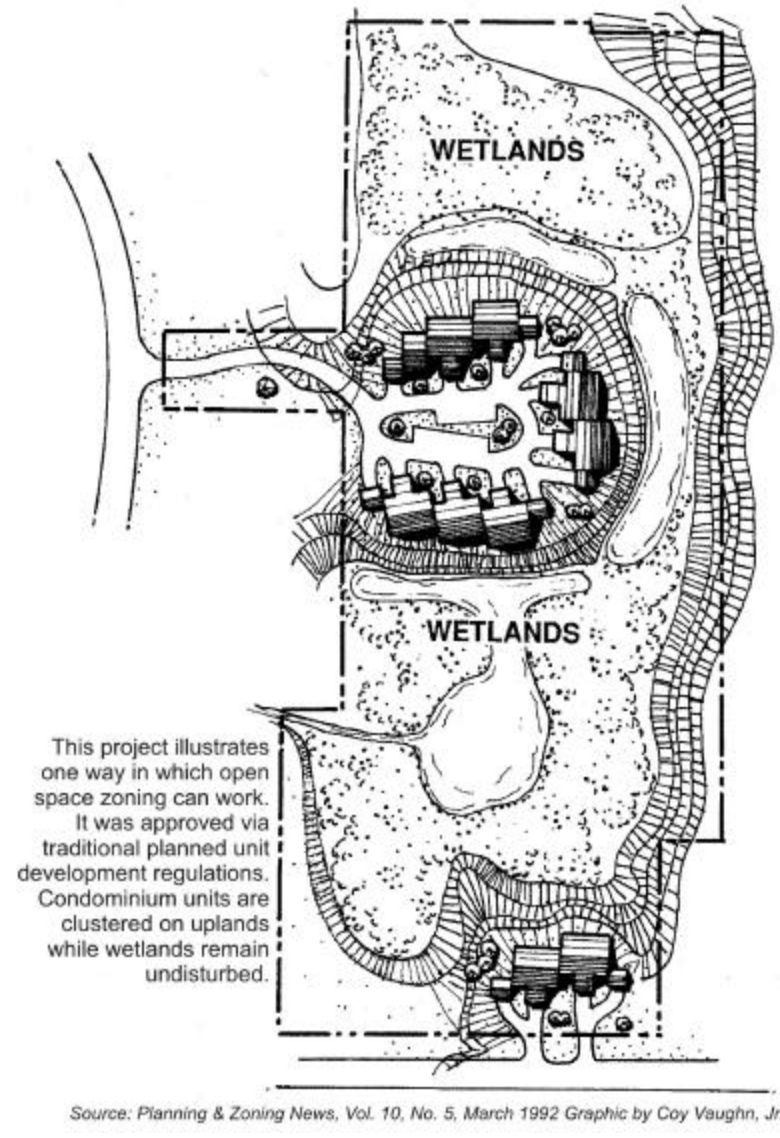 WETLANDS
WETLANDS
This project illustrates
one way in which open
space zoning can work.
It was approved via
traditional planned unit
development regulations.
Condominium units are
clustered on uplands
while wetlands remain
undisturbed.
Source: Planning & Zoning News, Vol. 10, No. 5, March 1992 Graphic by Coy Vaughn, Jr